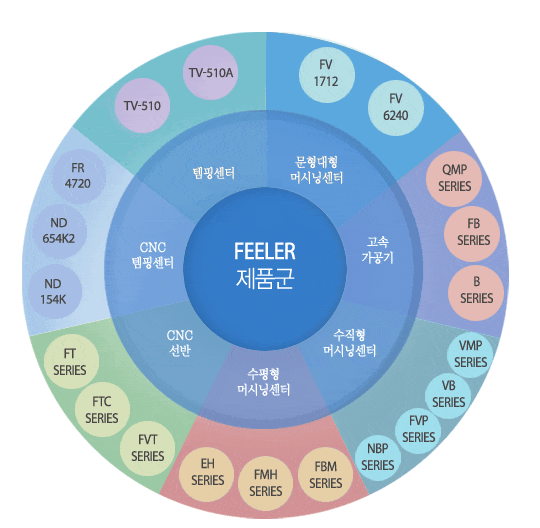 FEELER
제품군
문형대형
머시닝센터
FV
1712
FV
6240
고속
가공기
QMP
SERIES
FB
SERIES
B
SERIES
수직형
머시닝센터
VMP
SERIES
VB
SERIES
FVP
SERIES
NBP
SERIES
수평형
머시닝센터
FBM
SERIES
FMH
SERIES
EH
SERIES
CNC
선반
FVT
SERIES
FTC
SERIES
FT
SERIES
CNC
템핑센터
ND
154K
ND
654K2
FR
4720
템핑센터
TV-510
TV-510A